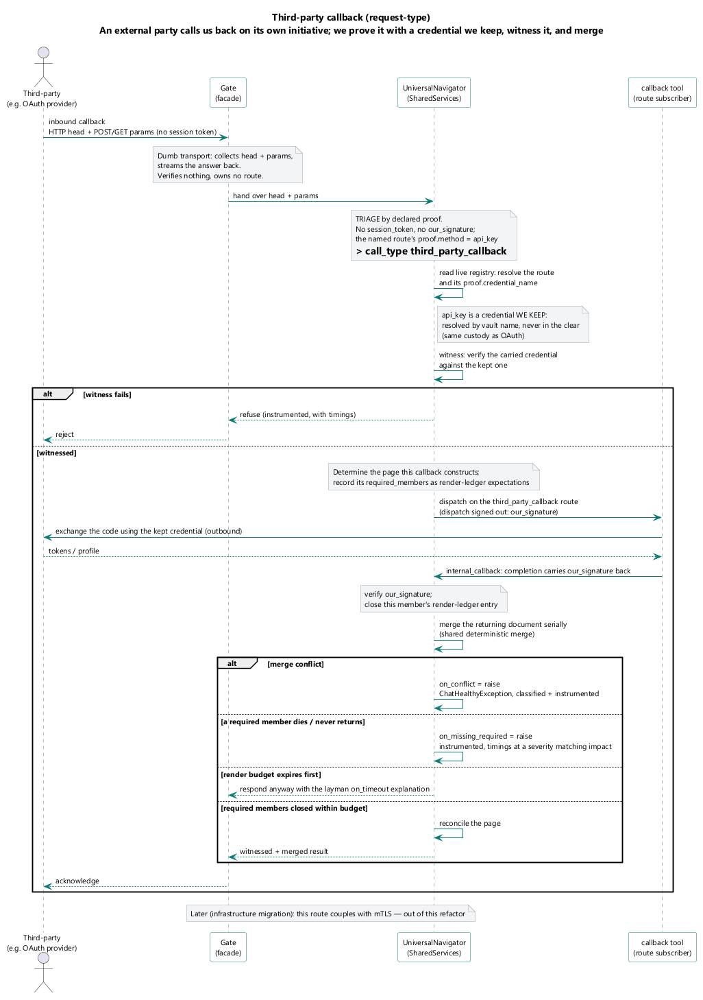 Third-party callback (request-type)
An external party calls us back on its own initiative; we prove it with a credential we keep, witness it, and merge
Third-party
(e.g. OAuth provider)
Gate
(facade)
UniversalNavigator
(SharedServices)
callback tool
(route subscriber)
inbound callback
HTTP head + POST/GET params (no session token)
Dumb transport: collects head + params,
streams the answer back.
Verifies nothing, owns no route.
hand over head + params
TRIAGE by declared proof.
No session_token, no our_signature;
the named route's proof.method = api_key
> call_type third_party_callback
read live registry: resolve the route
and its proof.credential_name
api_key is a credential WE KEEP:
resolved by vault name, never in the clear
(same custody as OAuth)
witness: verify the carried credential
against the kept one
alt
[witness fails]
refuse (instrumented, with timings)
reject
[witnessed]
Determine the page this callback constructs;
record its required_members as render-ledger expectations
dispatch on the third_party_callback route
(dispatch signed out: our_signature)
exchange the code using the kept credential (outbound)
tokens / profile
internal_callback: completion carries our_signature back
verify our_signature;
close this member's render-ledger entry
merge the returning document serially
(shared deterministic merge)
alt
[merge conflict]
on_conflict = raise
ChatHealthyException, classified + instrumented
[a required member dies / never returns]
on_missing_required = raise
instrumented, timings at a severity matching impact
[render budget expires first]
respond anyway with the layman on_timeout explanation
[required members closed within budget]
reconcile the page
witnessed + merged result
acknowledge
Later (infrastructure migration): this route couples with mTLS — out of this refactor
Third-party
(e.g. OAuth provider)
Gate
(facade)
UniversalNavigator
(SharedServices)
callback tool
(route subscriber)